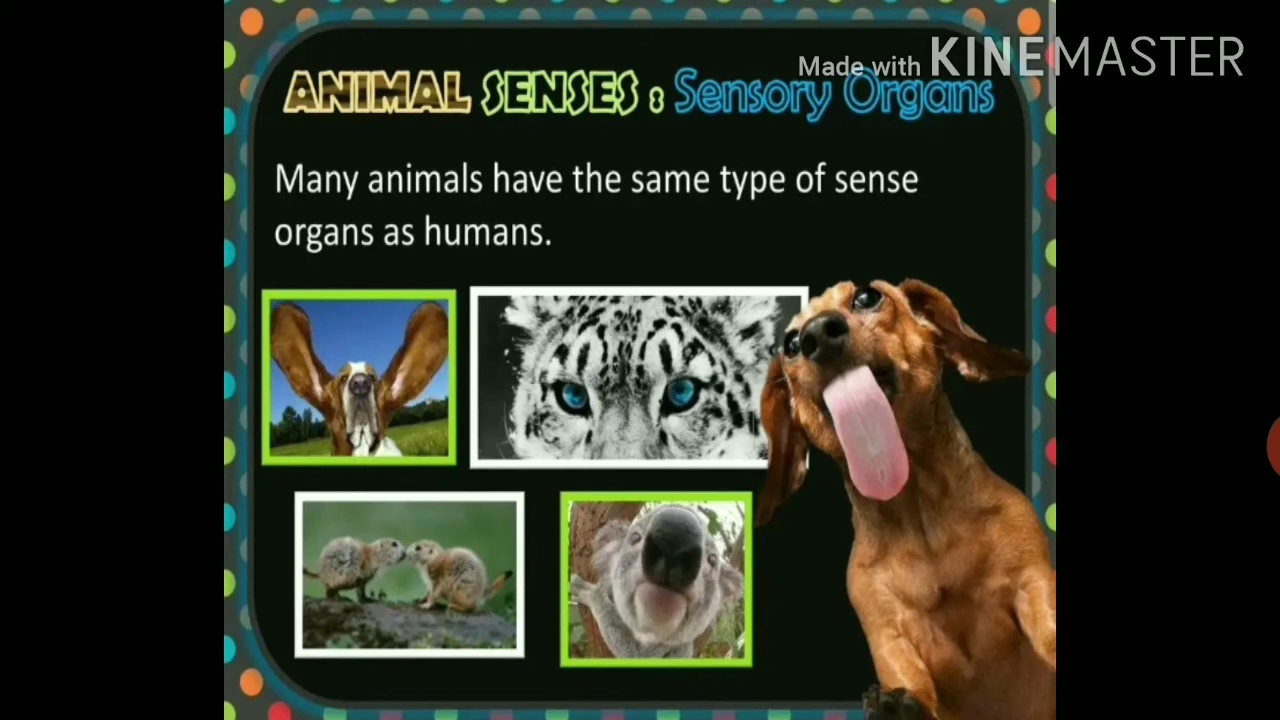 Made with KINEMASTER
ANIMAL SENSES : Sensory Organs
Many animals have the same type of sense
organs as humans.